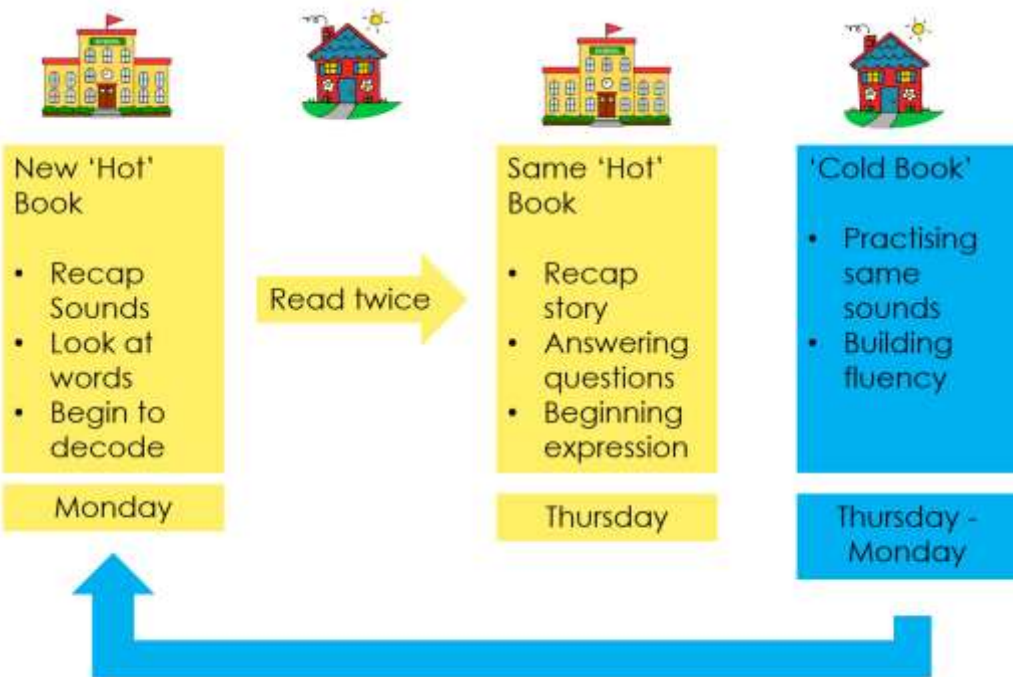 New ‘Hot’
Book
• Recap
Sounds
• Look at
words
• Begin to
decode
Monday
Read twice
Same ‘Hot’
Book
• Recap
story
• Answering
questions
• Beginning
expression
Thursday
‘Cold Book’
• Practising
same
sounds
• Building
fluency
Thursday -
Monday